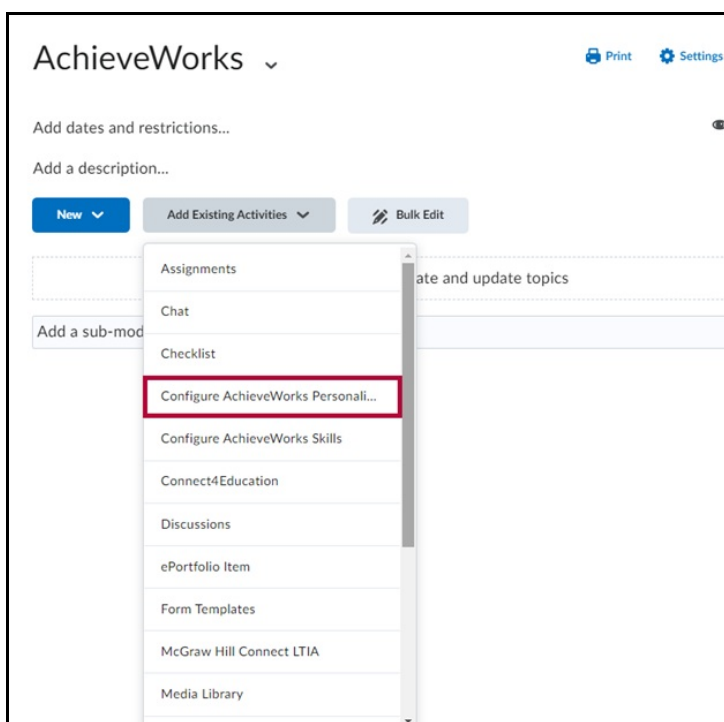 AchieveWorks
Print Settings
Add dates and restrictions...
Add a description...
New Add Existing Activities Bulk Edit
Assignments
ate and update topics
Chat
Add a sub-mod
Checklist
Configure AchieveWorks Personali...
Configure AchieveWorks Skills
Connect4Education
Discussions
ePortfolio Item
Form Templates
McGraw Hill Connect LTIA
Media Library